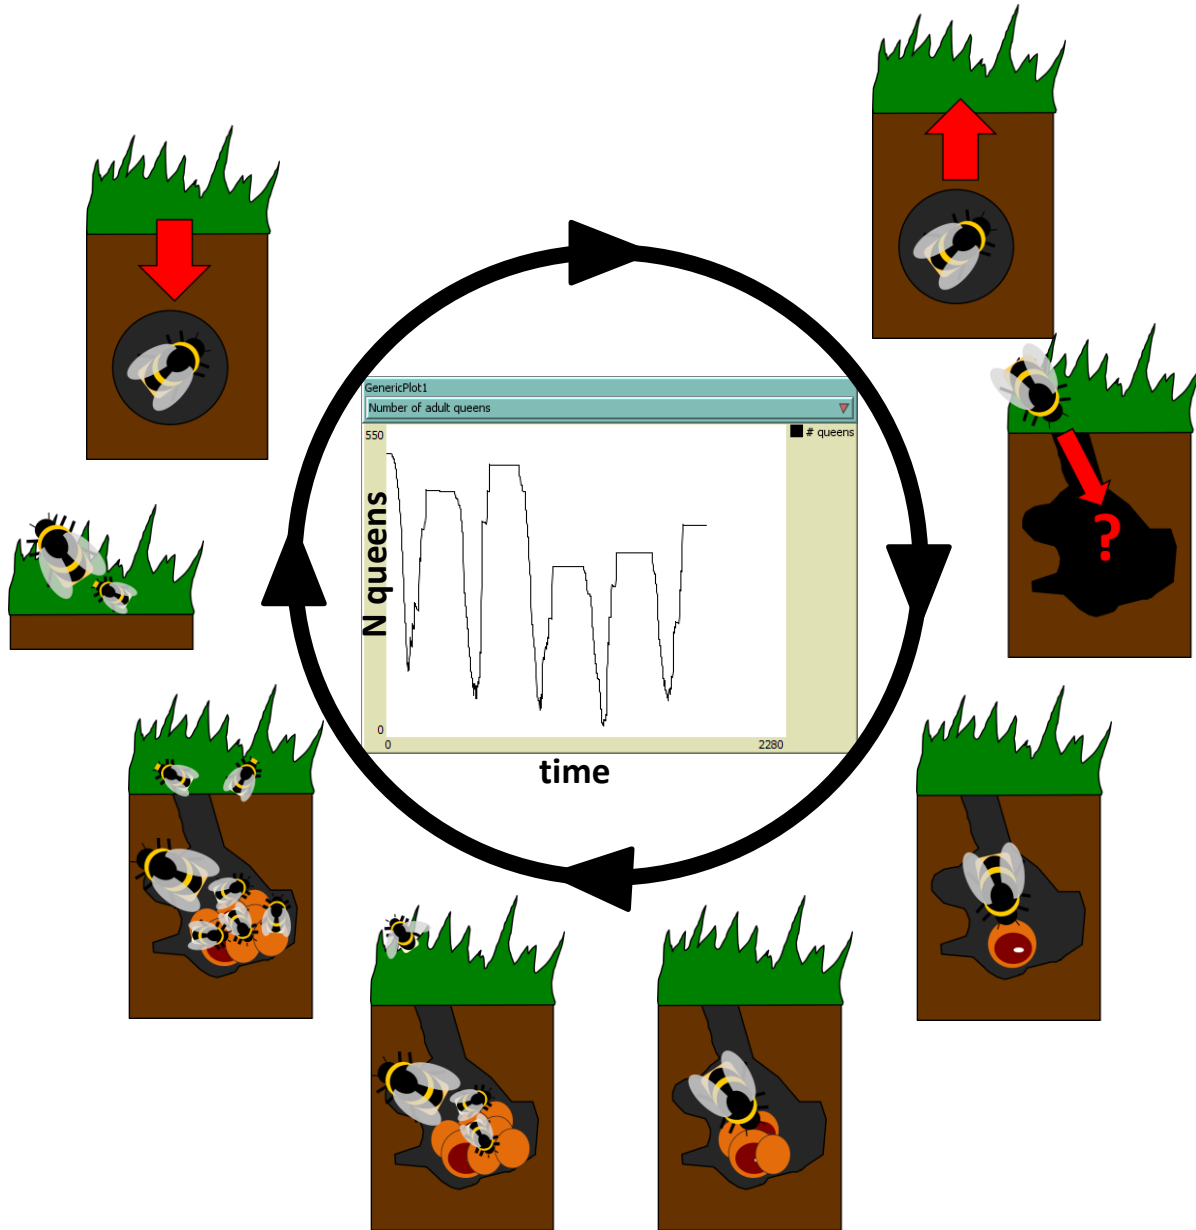 GenericPlot1
Number of adult queens
550
# queens
N queens
?
0
0
2280
time